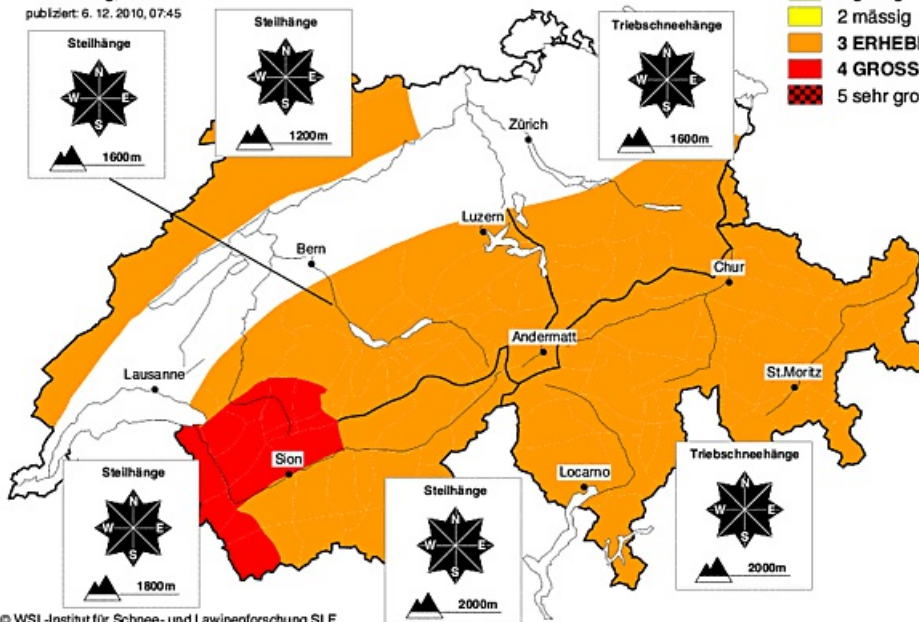 publiziert: 6. 12. 2010, 07:45
2 mässig
3 ERHEB
4 GROSS
5 sehr gro
Steilhänge
N
W E
S
1600m
Steilhänge
N
W E
S
1200m
Triebschneehänge
N
W E
S
1600m
Zürich
Luzern
Bern
Chur
Andermatt
Lausanne
St.Moritz
Sion
Locarno
Steilhänge
N
W E
S
1800m
Steilhänge
N
W E
S
2000m
Triebschneehänge
N
W E
S
2000m
© WSL-Institut für Schnee- und Lawinenforschung SLF